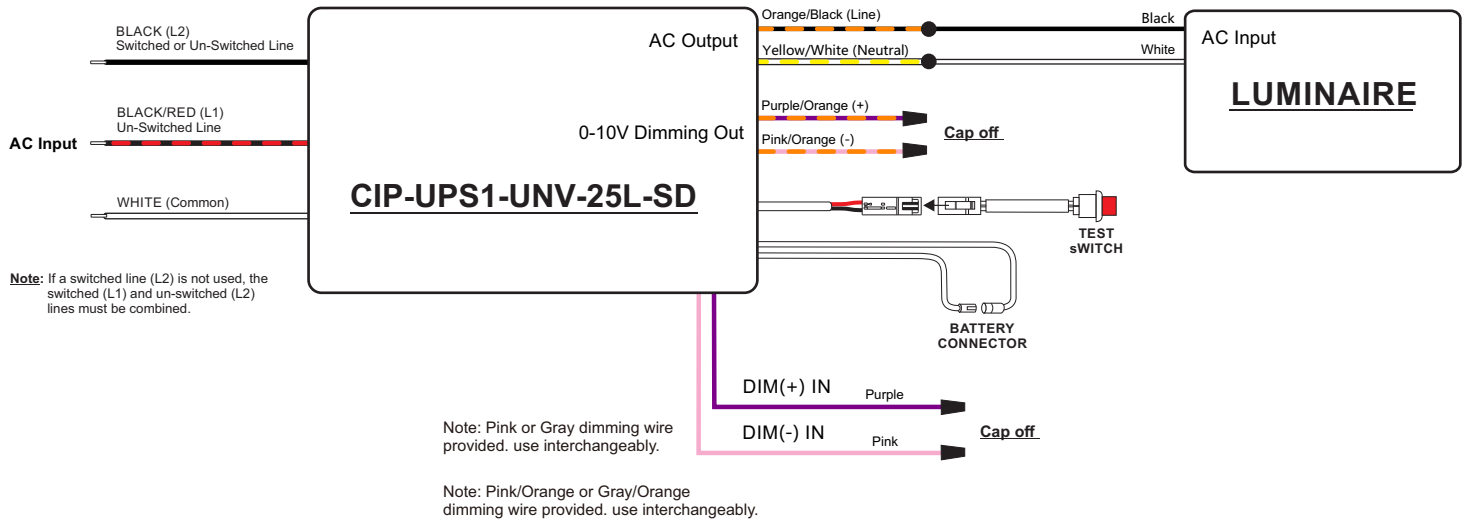 BLACK (L2)
Switched or Un-Switched Line
BLACK/RED (L1)
Un-Switched Line
AC Input
WHITE (Common)
Note: If a switched line (L2) is not used, the
switched (L1) and un-switched (L2)
lines must be combined.
AC Output
0-10V Dimming Out
CIP-UPS1-UNV-25L-SD
Orange/Black (Line)
Yellow/White (Neutral)
Black
White
AC Input
LUMINAIRE
Purple/Orange (+)
Pink/Orange (-)
Cap off
TEST
sWITCH
BATTERY
CONNECTOR
DIM(+) IN
Purple
DIM(-) IN
Pink
Cap off
Note: Pink or Gray dimming wire
provided. use interchangeably.
Note: Pink/Orange or Gray/Orange
dimming wire provided. use interchangeably.